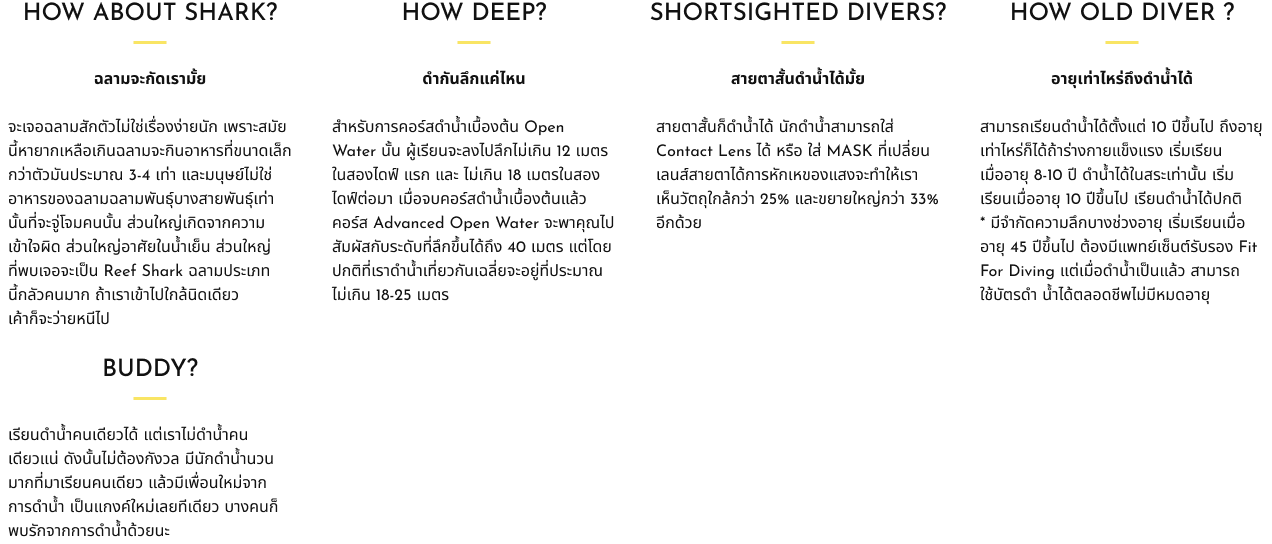 HOW ABOUT SHARK?
ฉลามจะกัดเรามั้ย
จะเจอฉลามสักตัวไม่ใช่เรื่องง่ายนัก เพราะสมัย
นี้หายากเหลือเกินฉลามจะกินอาหารที่ขนาดเล็ก
กว่าตัวมันประมาณ 3-4 เท่า และมนุษย์ไม่ใช่
อาหารของฉลามฉลามพันธุ์บางสายพันธุ์เท่า
นั้นที่จะจู่โจมคนนั้น ส่วนใหญ่เกิดจากความ
เข้าใจผิด ส่วนใหญ่อาศัยในน้ำเย็น ส่วนใหญ่
ที่พบเจอจะเป็น Reef Shark ฉลามประเภท
นี้กลัวคนมาก ถ้าเราเข้าไปใกล้นิดเดียว
เค้าก็จะว่ายหนีไป
HOW DEEP?
ดำกันลึกแค่ไหน
สำหรับการคอร์สดำน้ำเบื้องต้น Open
Water นั้น ผู้เรียนจะลงไปลึกไม่เกิน 12 เมตร
ในสองไดฟ์ แรก และ ไม่เกิน 18 เมตรในสอง
ไดฟ์ต่อมา เมื่อจบคอร์สดำน้ำเบื้องต้นแล้ว
คอร์ส Advanced Open Water จะพาคุณไป
สัมผัสกับระดับที่ลึกขึ้นได้ถึง 40 เมตร แต่โดย
ปกติที่เราดำน้ำเที่ยวกันเฉลี่ยจะอยู่ที่ประมาณ
ไม่เกิน 18-25 เมตร
SHORTSIGHTED DIVERS?
สายตาสั้นดำน้ำได้มั้ย
สายตาสั้นก็ดำน้ำได้ นักดำน้ำสามารถใส่
Contact Lens ได้ หรือ ใส่ MASK ที่เปลี่ยน
เลนส์สายตาได้การหักเหของแสงจะทำให้เรา
เห็นวัตถุใกล้กว่า 25% และขยายใหญ่กว่า 33%
อีกด้วย
HOW OLD DIVER ?
อายุเท่าไหร่ถึงดำน้ำได้
สามารถเรียนดำน้ำได้ตั้งแต่ 10 ปีขึ้นไป ถึงอายุ
เท่าไหร่ก็ได้ถ้าร่างกายแข็งแรง เริ่มเรียน
เมื่ออายุ 8-10 ปี ดำน้ำได้ในสระเท่านั้น เริ่ม
เรียนเมื่ออายุ 10 ปีขึ้นไป เรียนดำน้ำได้ปกติ
* มีจำกัดความลึกบางช่วงอายุ เริ่มเรียนเมื่อ
อายุ 45 ปีขึ้นไป ต้องมีแพทย์เซ็นต์รับรอง Fit
For Diving แต่เมื่อดำน้ำเป็นแล้ว สามารถ
ใช้บัตรดำ น้ำได้ตลอดชีพไม่มีหมดอายุ
BUDDY?
เรียนดำน้ำคนเดียวได้ แต่เราไม่ดำน้ำคน
เดียวแน่ ดังนั้นไม่ต้องกังวล มีนักดำน้ำนวน
มากที่มาเรียนคนเดียว แล้วมีเพื่อนใหม่จาก
การดำน้ำ เป็นแกงค์ใหม่เลยทีเดียว บางคนก็
พบรักจากการดำน้ำด้วยนะ